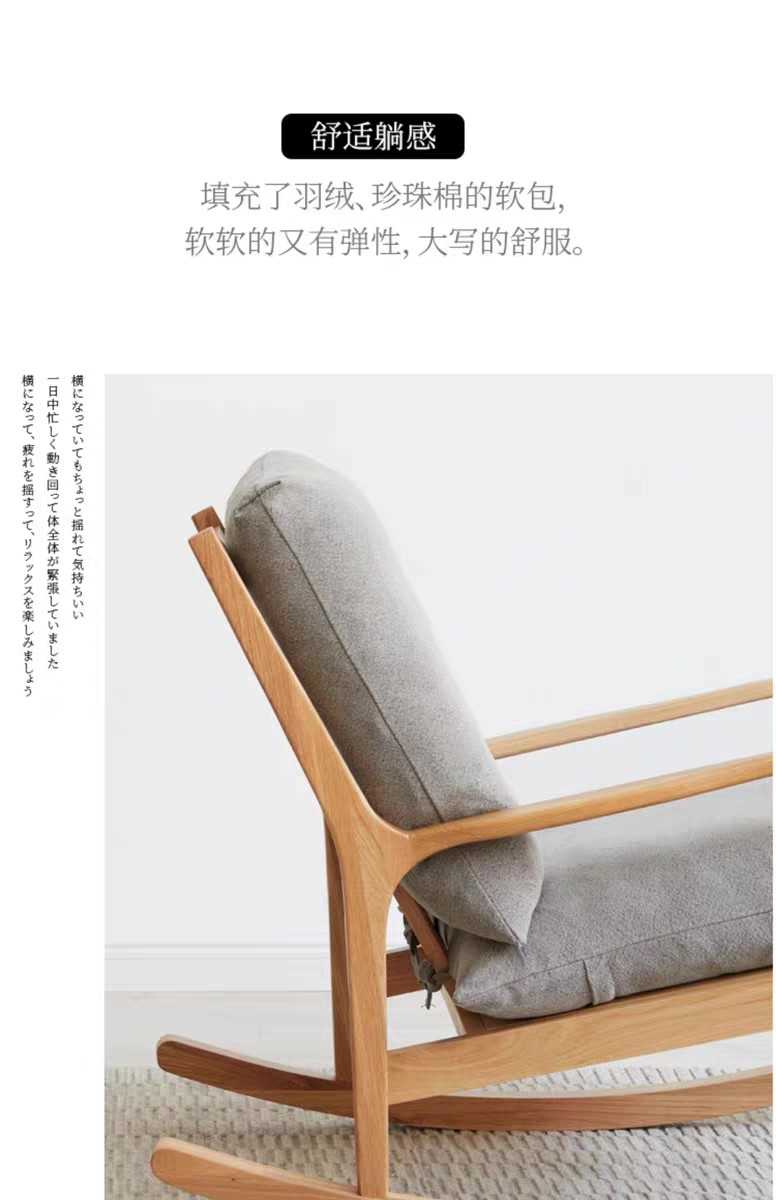 舒适躺感
填充了羽绒、珍珠棉的软包,
软软的又有弹性, 大写的舒服。
横になっていてもちょっと揺れて気持ちいい
一日中忙しく動き回って体全体が緊張していました
横になって、疲れを揺すって、リラックスを楽しみましょう